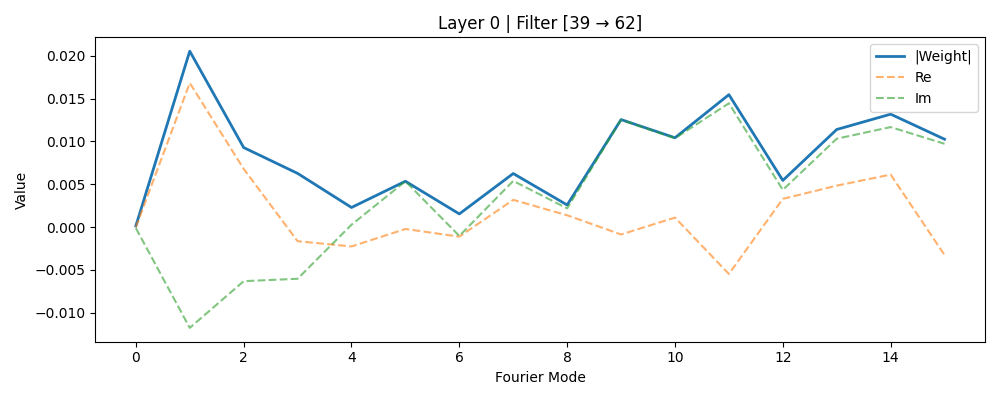 Layer 0 | Filter [39 → 62]
|Weight|
Re
Im
Value
0.020
0.015
0.010
0.005
0.000
−0.005
−0.010
0 2 4 6 8 10 12 14
Fourier Mode